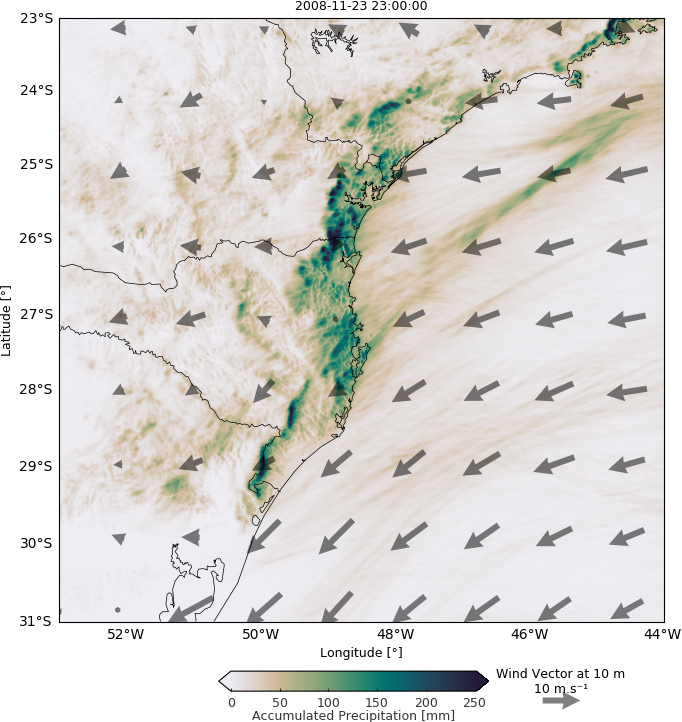 2008-11-23 23:00:00
23°S
24°S
25°S
26°S
27°S
28°S
29°S
30°S
31°S
Latitude [°]
52°W 50°W 48°W 46°W 44°W
Longitude [°]
0 50 100 150 200 250
Accumulated Precipitation [mm]
Wind Vector at 10 m
10 m.s⁻¹